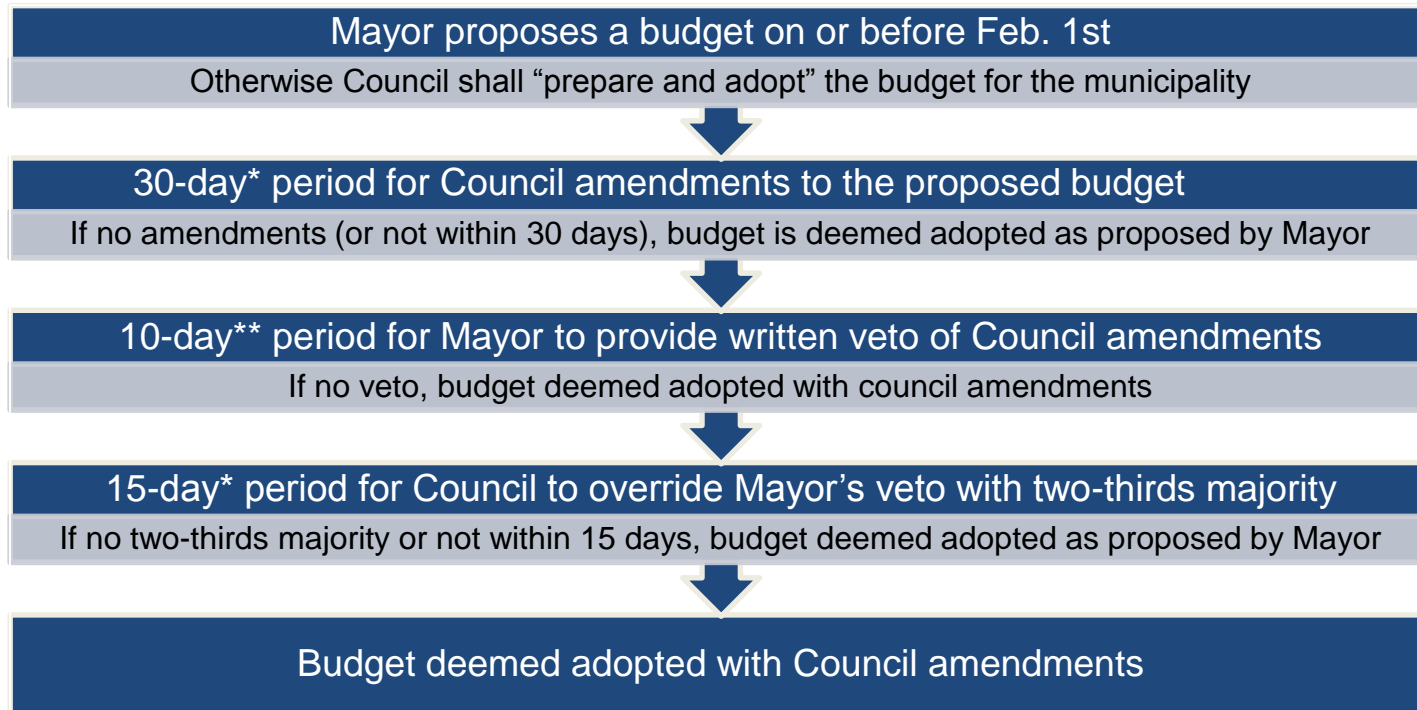 Mayor proposes a budget on or before Feb. 1st
Otherwise Council shall “prepare and adopt” the budget for the municipality
30-day* period for Council amendments to the proposed budget
If no amendments (or not within 30 days), budget is deemed adopted as proposed by Mayor
10-day** period for Mayor to provide written veto of Council amendments
If no veto, budget deemed adopted with council amendments
15-day* period for Council to override Mayor’s veto with two-thirds majority
If no two-thirds majority or not within 15 days, budget deemed adopted as proposed by Mayor
Budget deemed adopted with Council amendments